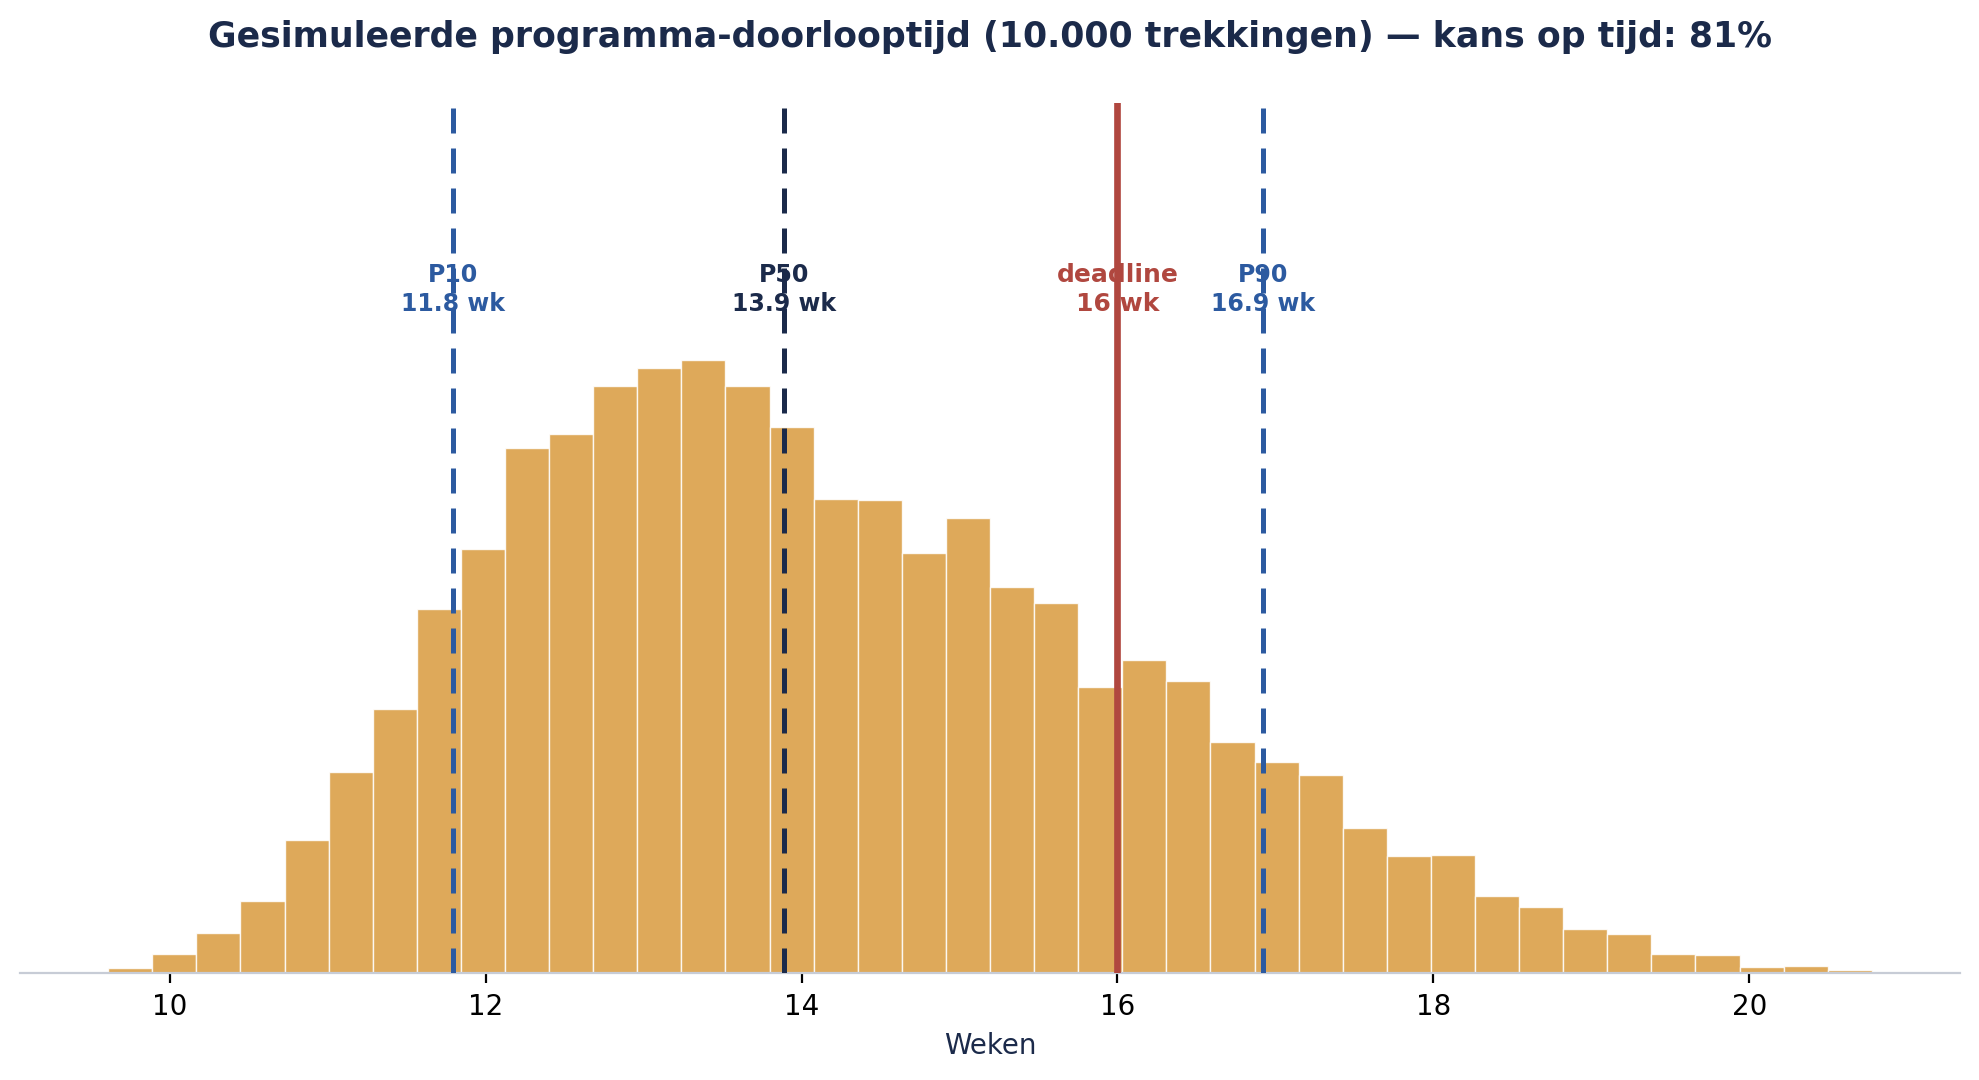 Gesimuleerde programma-doorlooptijd (10.000 trekkingen) — kans op tijd: 81%
P10
11.8 wk
P50
13.9 wk
deadline
16 wk
P90
16.9 wk
10 12 14 16 18 20
Weken